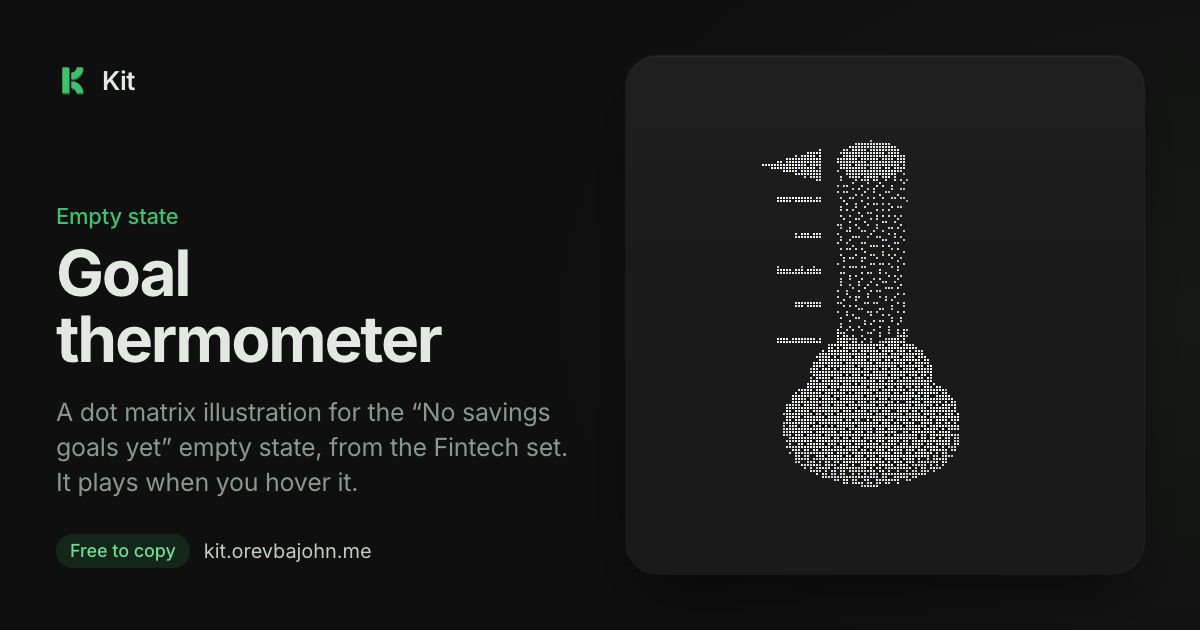 Kit
Empty state
Goal
thermometer
A dot matrix illustration for the “No savings
goals yet” empty state, from the Fintech set.
It plays when you hover it.
Free to copy
kit.orevbajohn.me